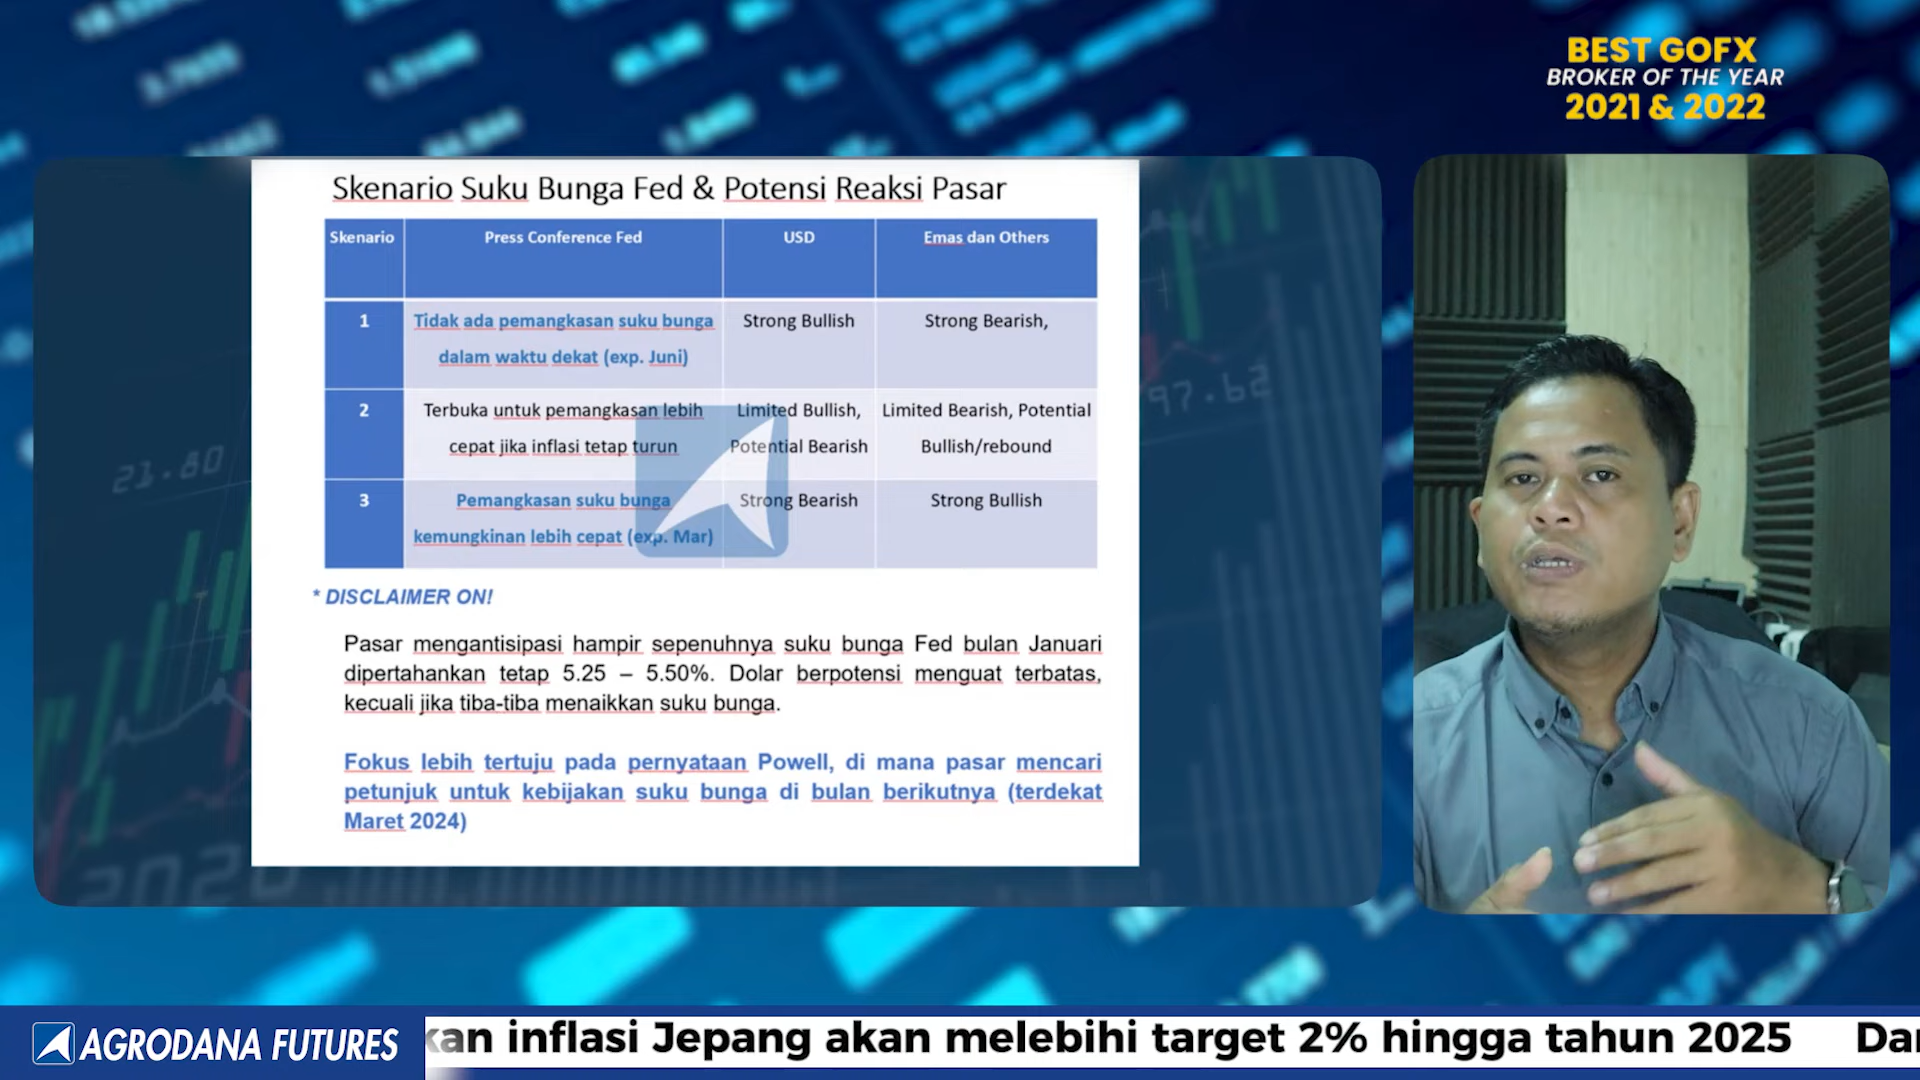 BEST GOFX
BROKER OF THE YEAR
2021 & 2022
Skenario Suku Bunga Fed & Potensi Reaksi Pasar
Skenario Press Conference Fed USD Emas dan Others
1 Tidak ada pemangkasan suku bunga Strong Bullish Strong Bearish,
dalam waktu dekat (exp. Juni)
2 Terbuka untuk pemangkasan lebih Limited Bullish, Limited Bearish, Potential
cepat jika inflasi tetap turun Potential Bearish Bullish/rebound
3 Pemangkasan suku bunga Strong Bearish Strong Bullish
kemungkinan lebih cepat (exp. Mar)
* DISCLAIMER ON!
Pasar mengantisipasi hampir sepenuhnya suku bunga Fed bulan Januari
dipertahankan tetap 5.25 – 5.50%. Dolar berpotensi menguat terbatas,
kecuali jika tiba-tiba menaikkan suku bunga.
Fokus lebih tertuju pada pernyataan Powell, di mana pasar mencari
petunjuk untuk kebijakan suku bunga di bulan berikutnya (terdekat
Maret 2024)
21.80
97.62
2020
AGRODANA FUTURES
kan inflasi Jepang akan melebihi target 2% hingga tahun 2025 Dar